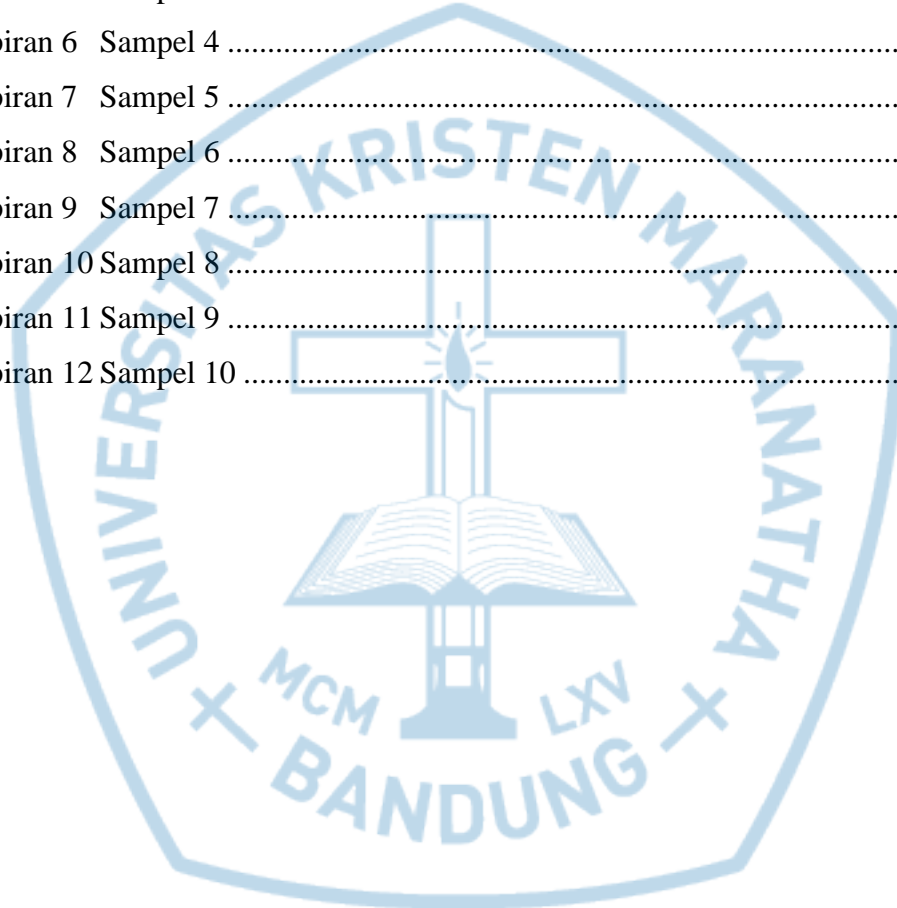 piran 6 Sampel 4 ..........................................................................................
piran 7 Sampel 5 ..........................................................................................
piran 8 Sampel 6 ..........................................................................................
piran 9 Sampel 7 ..........................................................................................
piran 10 Sampel 8 ..........................................................................................
piran 11 Sampel 9 ..........................................................................................
piran 12 Sampel 10 ........................................................................................
UNIVERSITAS KRISTEN MARANATHA
MCM LXV
BANDUNG